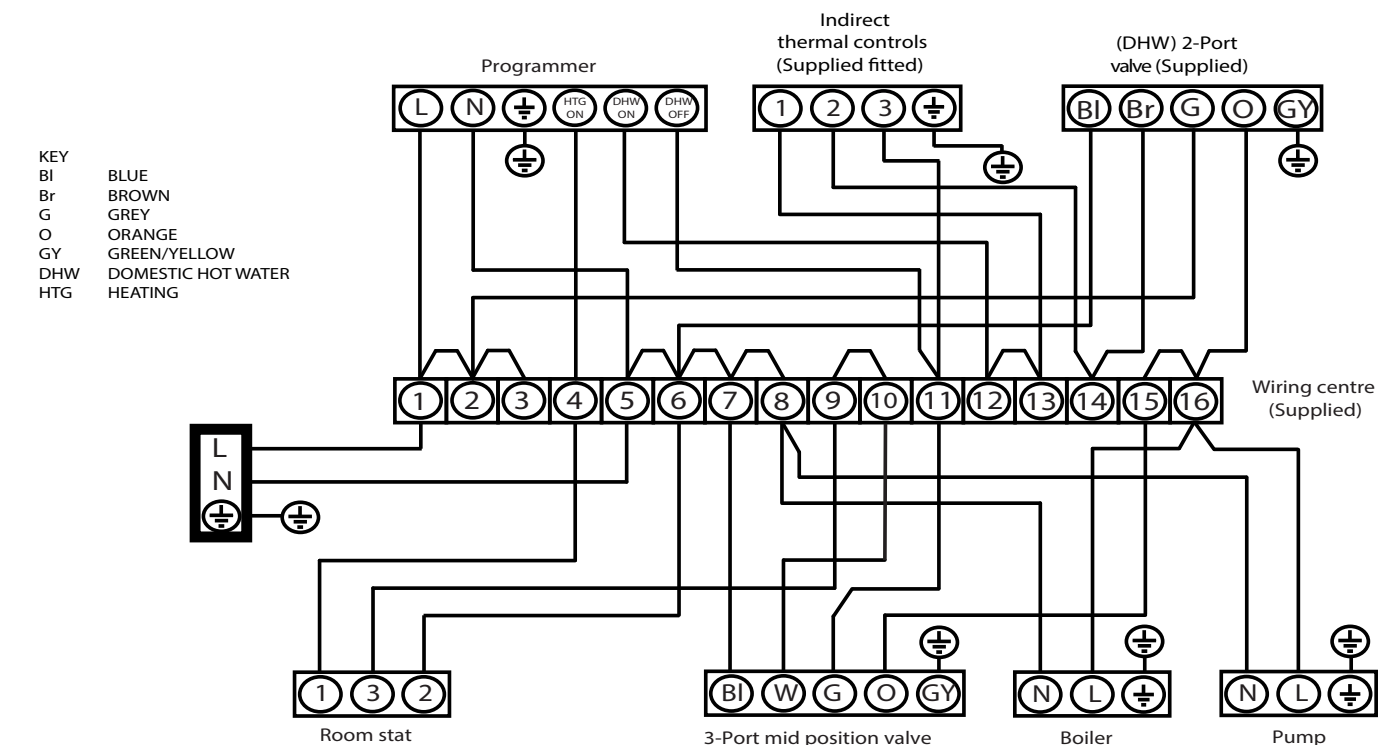 Indirect
thermal controls
(Supplied fitted)
(DHW) 2-Port
valve (Supplied)
Programmer
L N HTG ON DHW ON DHW OFF
1 2 3
Bl Br G O GY
KEY
Bl BLUE
Br BROWN
G GREY
O ORANGE
GY GREEN/YELLOW
DHW DOMESTIC HOT WATER
HTG HEATING
1 2 3 4 5 6 7 8 9 10 11 12 13 14 15 16
Wiring centre
(Supplied)
L
N
1 3 2
Room stat
Bl W G O GY
3-Port mid position valve
N L
Boiler
N L
Pump